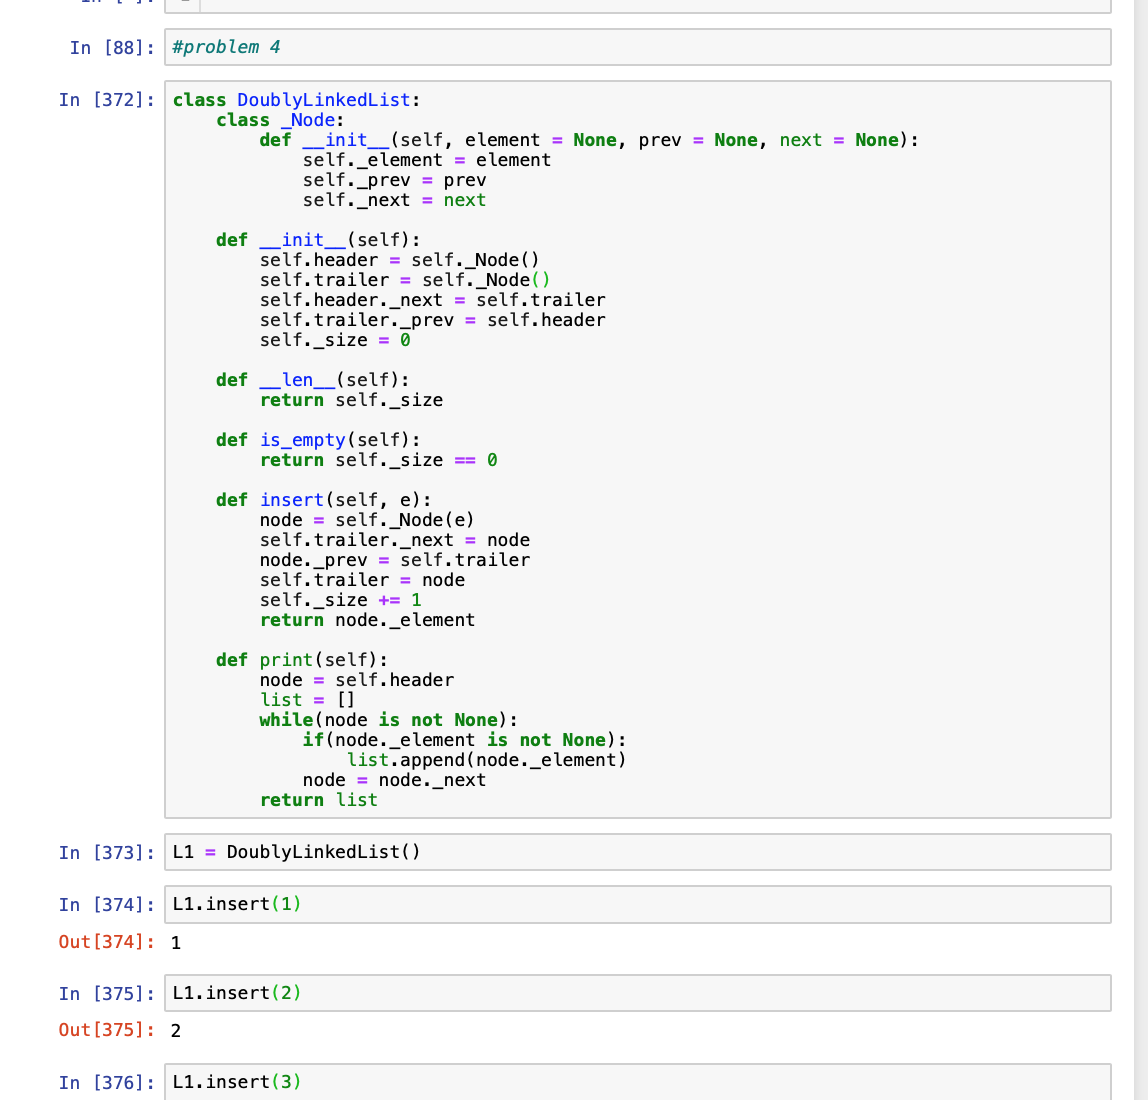 In [88]: #problem 4
In [372]: class DoublyLinkedList:
    class _Node:
        def __init__(self, element = None, prev = None, next = None):
            self._element = element
            self._prev = prev
            self._next = next
    def __init__(self):
        self.header = self._Node()
        self.trailer = self._Node()
        self.header._next = self.trailer
        self.trailer._prev = self.header
        self._size = 0
    def __len__(self):
        return self._size
    def is_empty(self):
        return self._size == 0
    def insert(self, e):
        node = self._Node(e)
        self.trailer._next = node
        node._prev = self.trailer
        self.trailer = node
        self._size += 1
        return node._element
    def print(self):
        node = self.header
        list = []
        while(node is not None):
            if(node._element is not None):
                list.append(node._element)
            node = node._next
        return list
In [373]: L1 = DoublyLinkedList()
In [374]: L1.insert(1)
Out[374]: 1
In [375]: L1.insert(2)
Out[375]: 2
In [376]: L1.insert(3)